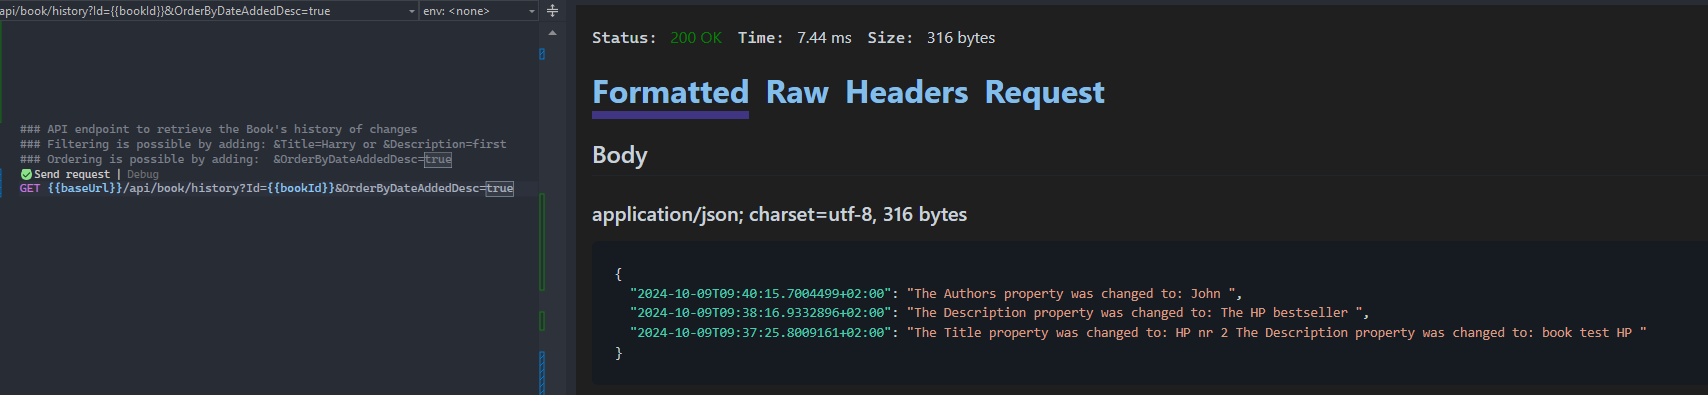 api/book/history?Id={{bookId}}&OrderByDateAddedDesc=true
env: <none>
### API endpoint to retrieve the Book's history of changes
### Filtering is possible by adding: &Title=Harry or &Description=first
### Ordering is possible by adding:  &OrderByDateAddedDesc=true
Send request | Debug
GET {{baseUrl}}/api/book/history?Id={{bookId}}&OrderByDateAddedDesc=true
Status: 200 OK Time: 7.44 ms Size: 316 bytes
Formatted Raw Headers Request
Body
application/json; charset=utf-8, 316 bytes
{
  "2024-10-09T09:40:15.7004499+02:00": "The Authors property was changed to: John ",
  "2024-10-09T09:38:16.9332896+02:00": "The Description property was changed to: The HP bestseller ",
  "2024-10-09T09:37:25.8009161+02:00": "The Title property was changed to: HP nr 2 The Description property was changed to: book test HP "
}